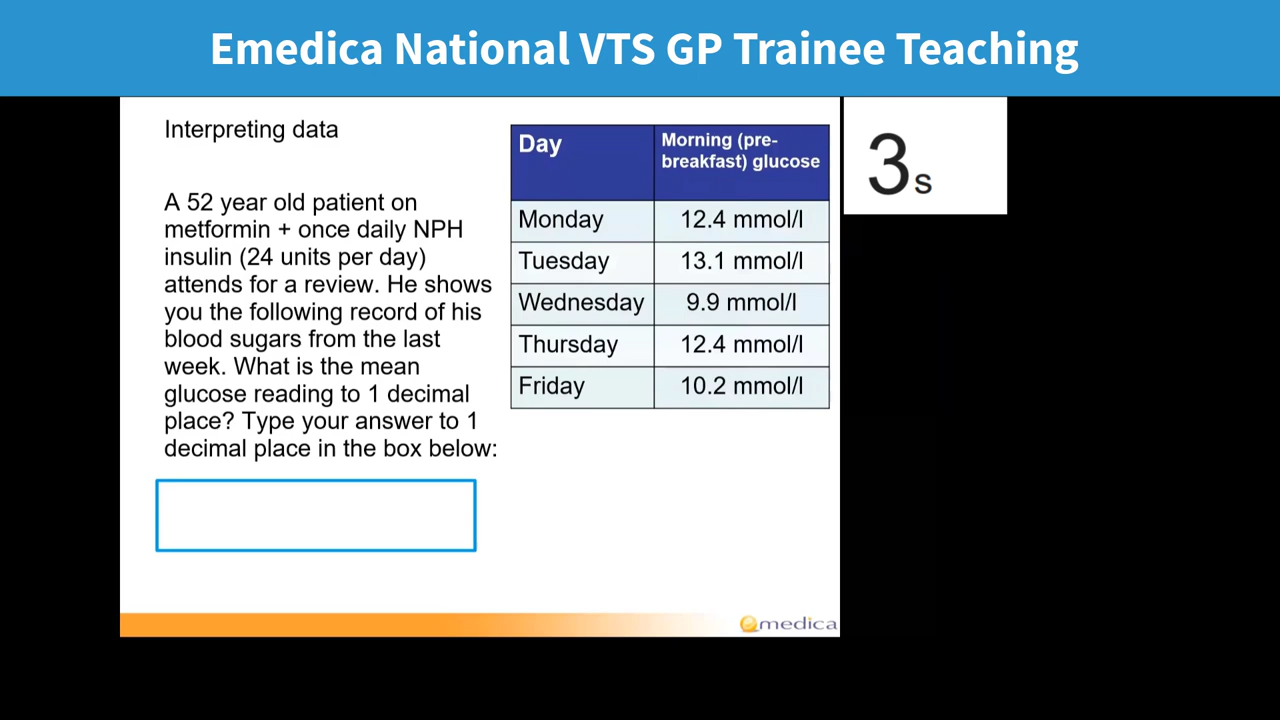 Emedica National VTS GP Trainee Teaching
Interpreting data
A 52 year old patient on
metformin + once daily NPH
insulin (24 units per day)
attends for a review. He shows
you the following record of his
blood sugars from the last
week. What is the mean
glucose reading to 1 decimal
place? Type your answer to 1
decimal place in the box below:
Day Morning (pre-
breakfast) glucose
Monday 12.4 mmol/l
Tuesday 13.1 mmol/l
Wednesday 9.9 mmol/l
Thursday 12.4 mmol/l
Friday 10.2 mmol/l
3s
medica